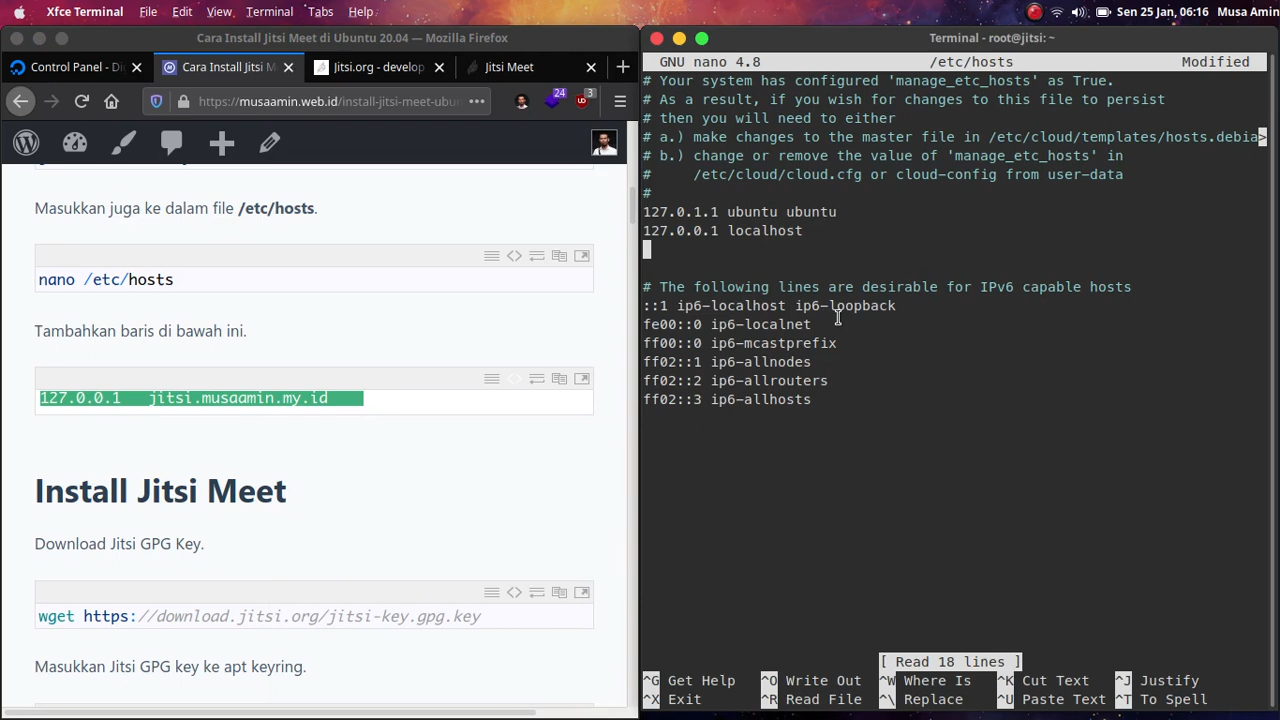 Xfce Terminal File Edit View Terminal Tabs Help
Sen 25 Jan, 06:16 Musa Amin
Cara Install Jitsi Meet di Ubuntu 20.04 — Mozilla Firefox
Control Panel - Di
Cara Install Jitsi M
Jitsi.org - develop
Jitsi Meet
https://musaamin.web.id/install-jitsi-meet-ubu
24
3
Masukkan juga ke dalam file /etc/hosts.
nano /etc/hosts
Tambahkan baris di bawah ini.
127.0.0.1 jitsi.musaamin.my.id
Install Jitsi Meet
Download Jitsi GPG Key.
wget https://download.jitsi.org/jitsi-key.gpg.key
Masukkan Jitsi GPG key ke apt keyring.
Terminal - root@jitsi: ~
GNU nano 4.8 /etc/hosts Modified
# Your system has configured 'manage_etc_hosts' as True.
# As a result, if you wish for changes to this file to persist
# then you will need to either
# a.) make changes to the master file in /etc/cloud/templates/hosts.debia>
# b.) change or remove the value of 'manage_etc_hosts' in
#     /etc/cloud/cloud.cfg or cloud-config from user-data
#
127.0.1.1 ubuntu ubuntu
127.0.0.1 localhost
# The following lines are desirable for IPv6 capable hosts
::1 ip6-localhost ip6-loopback
fe00::0 ip6-localnet
ff00::0 ip6-mcastprefix
ff02::1 ip6-allnodes
ff02::2 ip6-allrouters
ff02::3 ip6-allhosts
[ Read 18 lines ]
^G Get Help ^O Write Out ^W Where Is ^K Cut Text ^J Justify
^X Exit ^R Read File ^\ Replace ^U Paste Text ^T To Spell